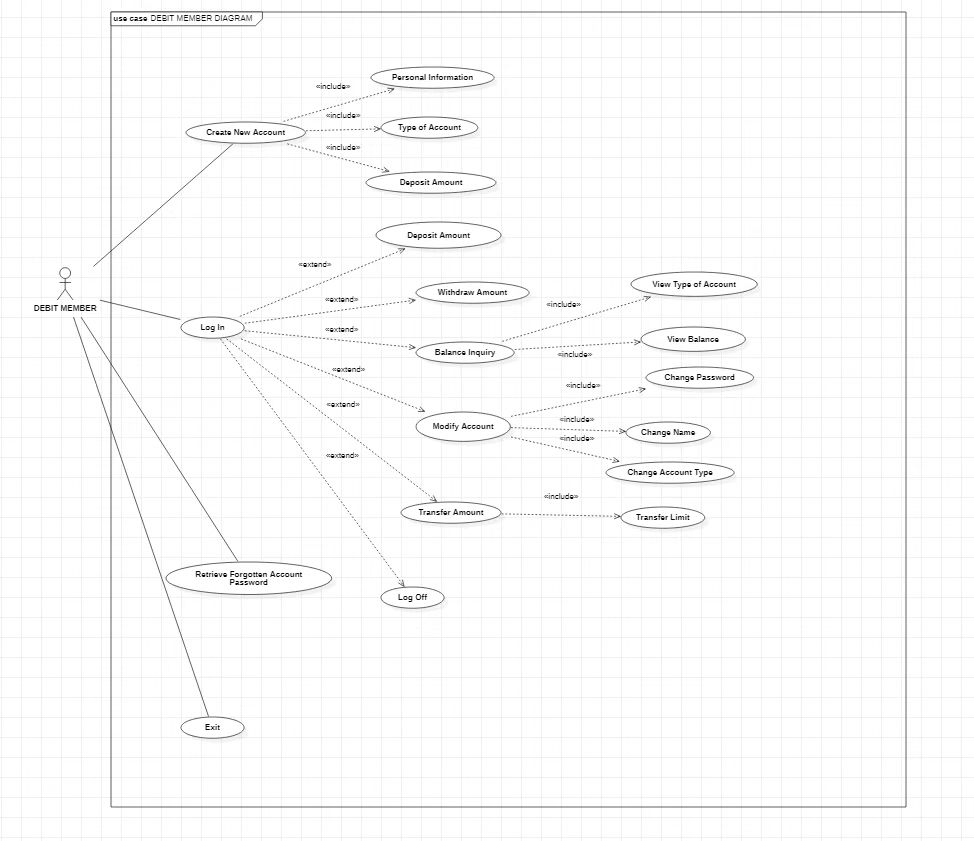 use case DEBIT MEMBER DIAGRAM
Personal Information
«include»
«include»
Type of Account
Create New Account
«include»
Deposit Amount
Deposit Amount
«extend»
DEBIT MEMBER
View Type of Account
Withdraw Amount
«extend»
«include»
Log In
«extend»
View Balance
Balance Inquiry
«include»
«extend»
Change Password
«include»
«extend»
«include»
Modify Account
Change Name
«include»
«extend»
Change Account Type
«include»
Transfer Amount
Transfer Limit
Retrieve Forgotten Account
Password
Log Off
Exit